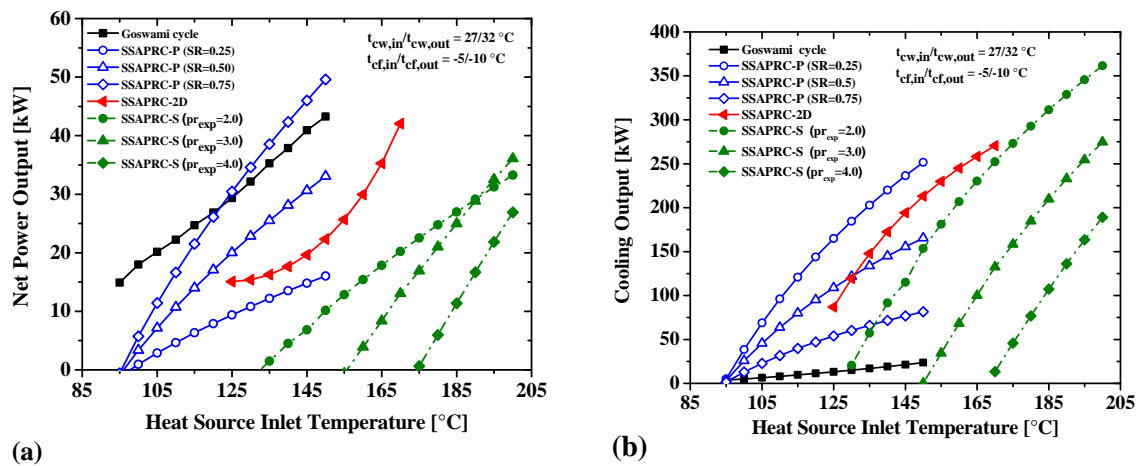 60
50
40
30
20
10
0
Net Power Output [kW]
Goswami cycle
SSAPRC-P (SR=0.25)
SSAPRC-P (SR=0.50)
SSAPRC-P (SR=0.75)
SSAPRC-2D
SSAPRC-S (pr_exp=2.0)
SSAPRC-S (pr_exp=3.0)
SSAPRC-S (pr_exp=4.0)
t_cw,in/t_cw,out = 27/32 °C
t_cf,in/t_cf,out = -5/-10 °C
85 105 125 145 165 185 205
Heat Source Inlet Temperature [°C]
(a)
400
350
300
250
200
150
100
50
0
Cooling Output [kW]
Goswami cycle
SSAPRC-P (SR=0.25)
SSAPRC-P (SR=0.5)
SSAPRC-P (SR=0.75)
SSAPRC-2D
SSAPRC-S (pr_exp=2.0)
SSAPRC-S (pr_exp=3.0)
SSAPRC-S (pr_exp=4.0)
t_cw,in/t_cw,out = 27/32 °C
t_cf,in/t_cf,out = -5/-10 °C
85 105 125 145 165 185 205
Heat Source Inlet Temperature [°C]
(b)